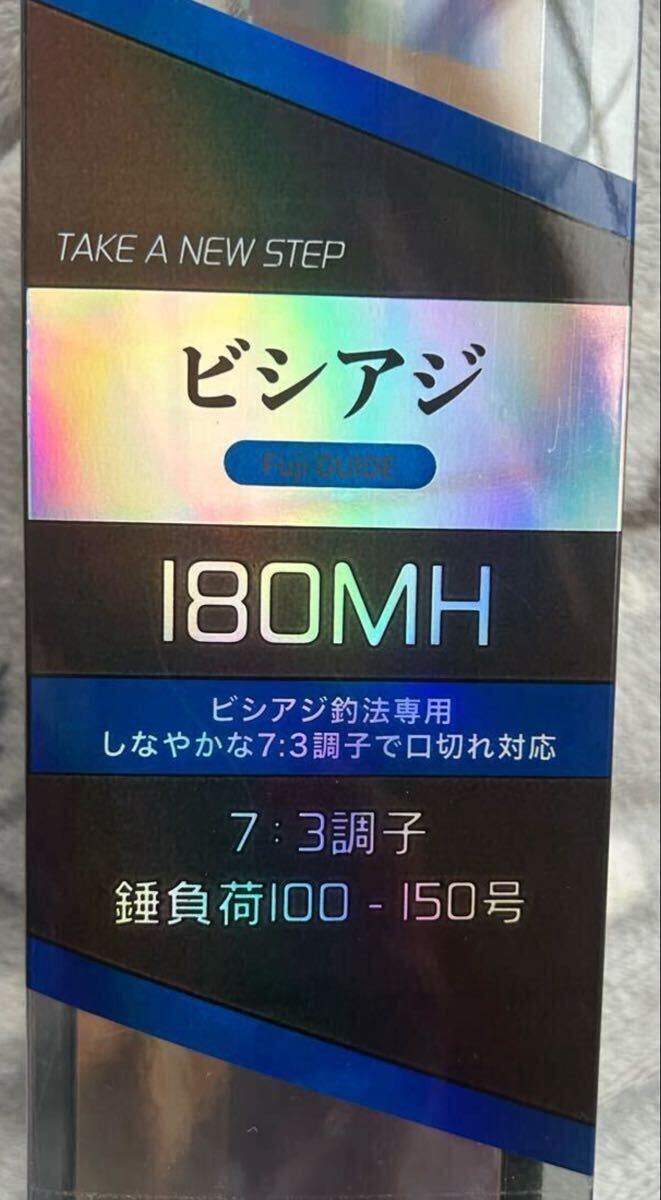 TAKE A NEW STEP
ビシアジ
Fuji GUIDE
180MH
ビシアジ釣法専用
しなやかな7:3調子で口切れ対応
7:3調子
錘負荷100-150号